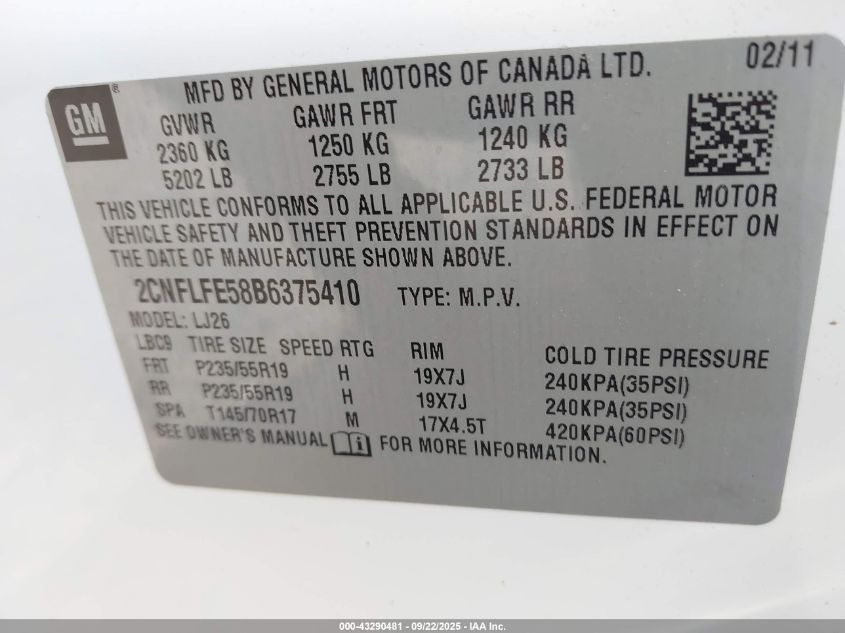 02/11
MFD BY GENERAL MOTORS OF CANADA LTD.
GM®
GVWR GAWR FRT GAWR RR
2360 KG 1250 KG 1240 KG
5202 LB 2755 LB 2733 LB
THIS VEHICLE CONFORMS TO ALL APPLICABLE U.S. FEDERAL MOTOR
VEHICLE SAFETY AND THEFT PREVENTION STANDARDS IN EFFECT ON
THE DATE OF MANUFACTURE SHOWN ABOVE.
2CNFLFE58B6375410 TYPE: M.P.V.
MODEL: LJ26
LBC9 TIRE SIZE SPEED RTG RIM COLD TIRE PRESSURE
FRT P235/55R19 H 19X7J 240KPA(35PSI)
RR P235/55R19 H 19X7J 240KPA(35PSI)
SPA T145/70R17 M 17X4.5T 420KPA(60PSI)
SEE OWNER'S MANUAL i FOR MORE INFORMATION.
000-43290481 - 09/22/2025 - IAA Inc.